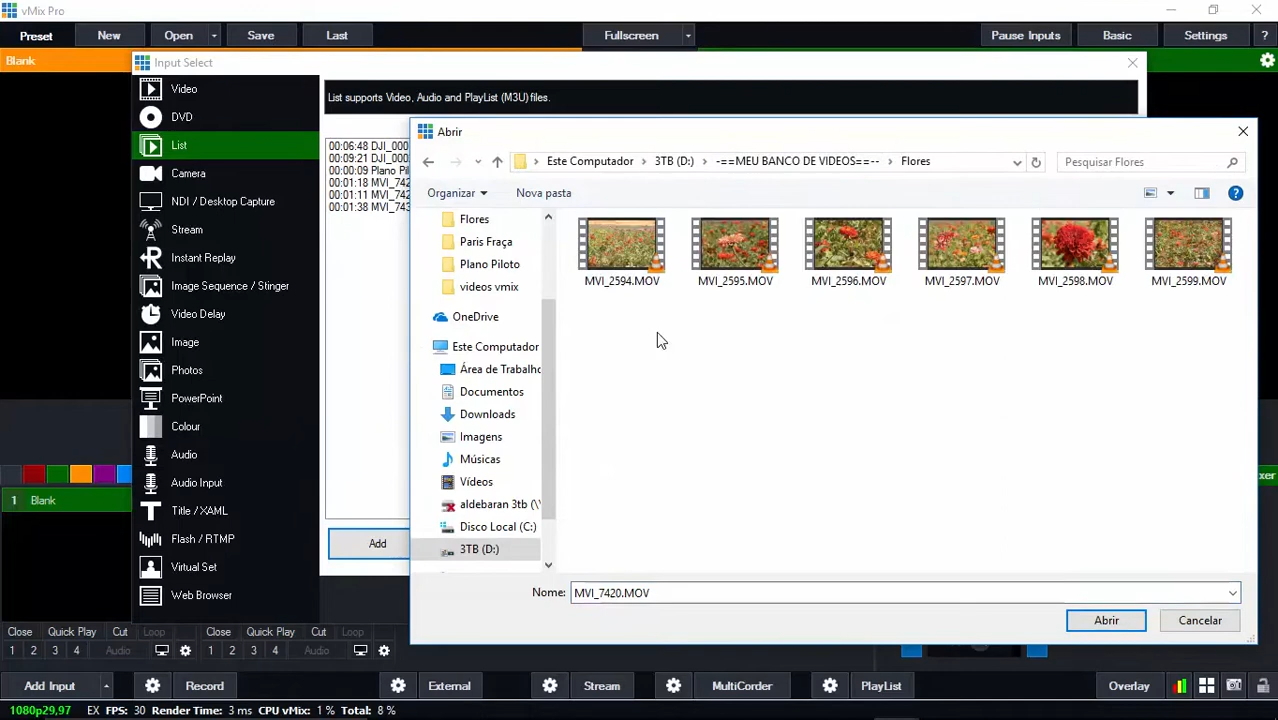 vMix Pro
Preset New Open Save Last Fullscreen Pause Inputs Basic Settings ?
Blank
Input Select
Video
DVD
List
Camera
NDI / Desktop Capture
Stream
Instant Replay
Image Sequence / Stinger
Video Delay
Image
Photos
PowerPoint
Colour
Audio
Audio Input
Title / XAML
Flash / RTMP
Virtual Set
Web Browser
List supports Video, Audio and PlayList (M3U) files.
00:06:48 DJI_000
00:09:21 DJI_000
00:00:09 Plano Pil
00:01:18 MVI_742
00:01:11 MVI_742
00:01:38 MVI_743
Add
Abrir
Este Computador 3TB (D:) -==MEU BANCO DE VIDEOS==-- Flores
Pesquisar Flores
Organizar Nova pasta
Flores
Paris Fraça
Plano Piloto
videos vmix
OneDrive
Este Computador
Área de Trabalho
Documentos
Downloads
Imagens
Músicas
Vídeos
aldebaran 3tb (\\
Disco Local (C:)
3TB (D:)
MVI_2594.MOV MVI_2595.MOV MVI_2596.MOV MVI_2597.MOV MVI_2598.MOV MVI_2599.MOV
Nome: MVI_7420.MOV
Abrir Cancelar
1 Blank
xer
Close Quick Play Cut Loop Close Quick Play Cut Loop
1 2 3 4 Audio 1 2 3 4 Audio
Add Input Record External Stream MultiCorder PlayList Overlay
1080p29,97 EX FPS: 30 Render Time: 3 ms CPU vMix: 1 % Total: 8 %